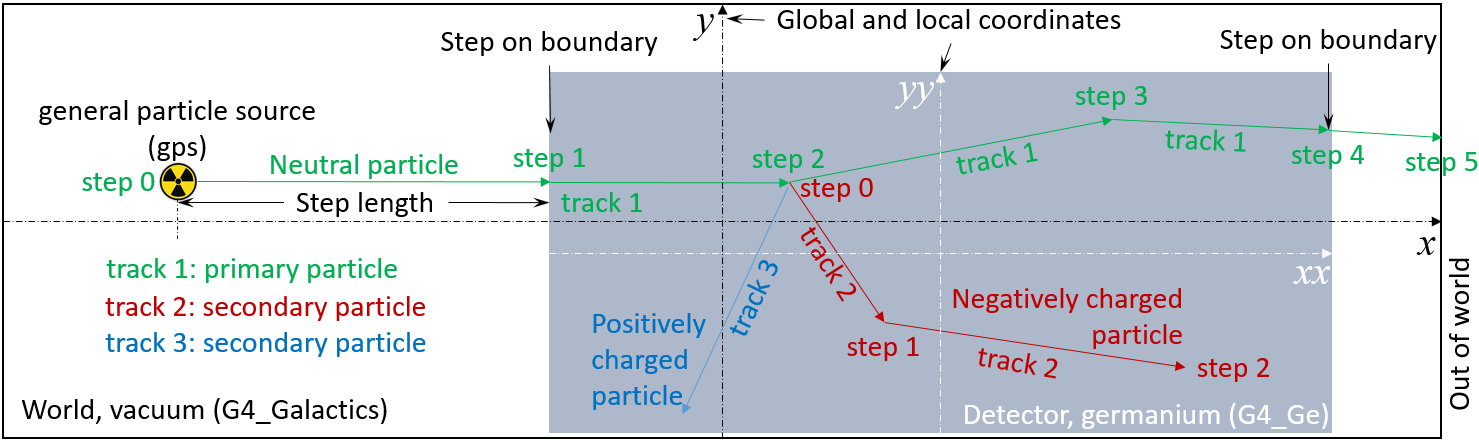 y
Global and local coordinates
Step on boundary
Step on boundary
general particle source
(gps)
yy
step 3
step 0
Neutral particle
step 1
step 2
track 1
track 1
step 4
step 5
Step length
track 1
step 0
x
track 1: primary particle
track 2: secondary particle
track 3: secondary particle
track 3
track 2
xx
Positively
charged
particle
Negatively charged
particle
step 1
track 2
step 2
Out of world
World, vacuum (G4_Galactics)
Detector, germanium (G4_Ge)